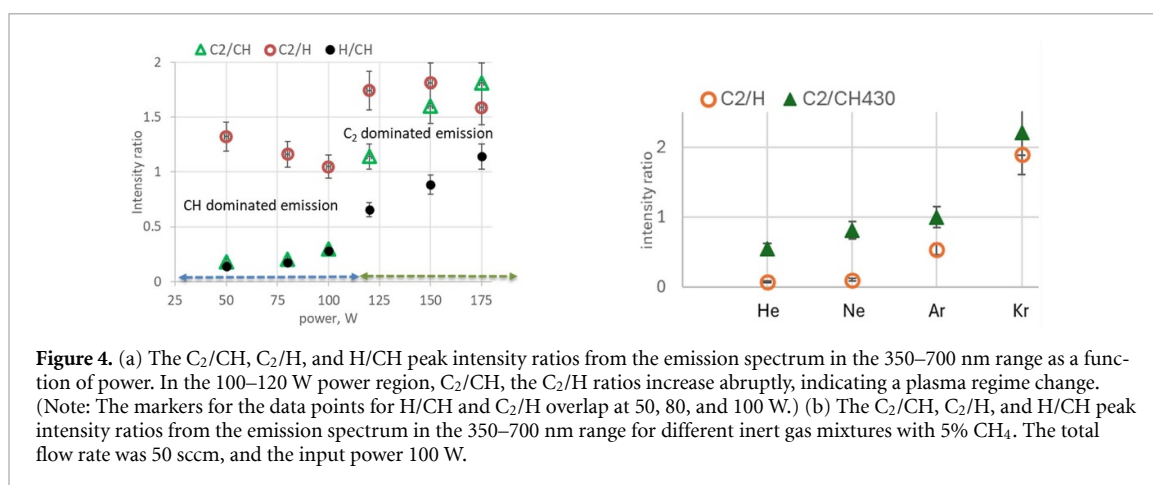 C2/CH C2/H H/CH
2
1.5
1
0.5
0
Intensity ratio
C₂ dominated emission
CH dominated emission
25 50 75 100 125 150 175
power, W
C2/H C2/CH430
2
1
0
intensity ratio
He Ne Ar Kr
Figure 4. (a) The C₂/CH, C₂/H, and H/CH peak intensity ratios from the emission spectrum in the 350–700 nm range as a func-
tion of power. In the 100–120 W power region, C₂/CH, the C₂/H ratios increase abruptly, indicating a plasma regime change.
(Note: The markers for the data points for H/CH and C₂/H overlap at 50, 80, and 100 W.) (b) The C₂/CH, C₂/H, and H/CH peak
intensity ratios from the emission spectrum in the 350–700 nm range for different inert gas mixtures with 5% CH₄. The total
flow rate was 50 sccm, and the input power 100 W.